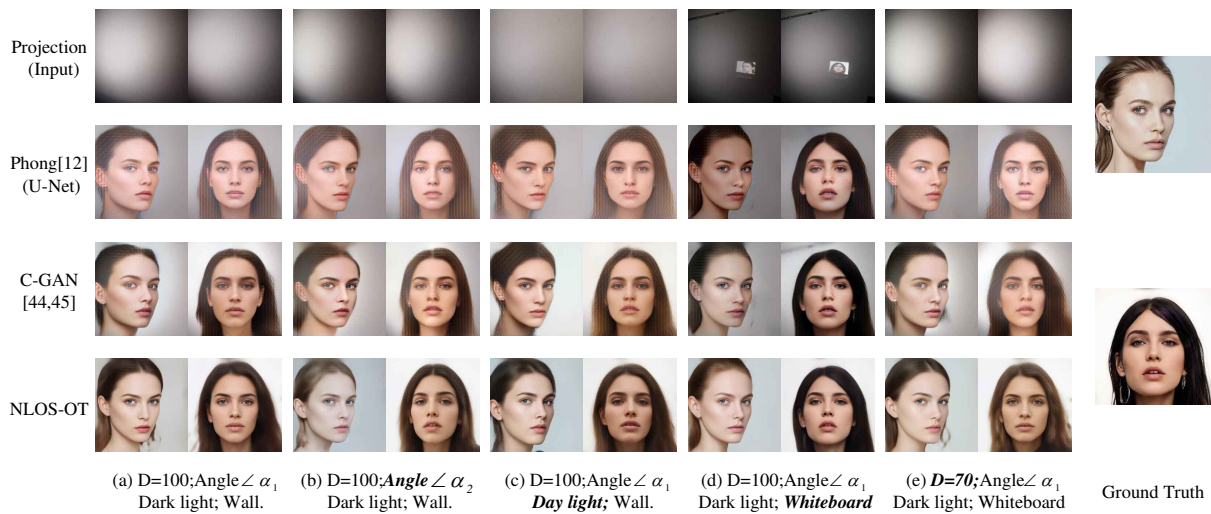 Projection
(Input)
Phong[12]
(U-Net)
C-GAN
[44,45]
NLOS-OT
(a) D=100;Angle∠ α₁
Dark light; Wall.
(b) D=100;Angle∠ α₂
Dark light; Wall.
(c) D=100;Angle∠ α₁
Day light; Wall.
(d) D=100;Angle∠ α₁
Dark light; Whiteboard
(e) D=70;Angle∠ α₁
Dark light; Whiteboard
Ground Truth